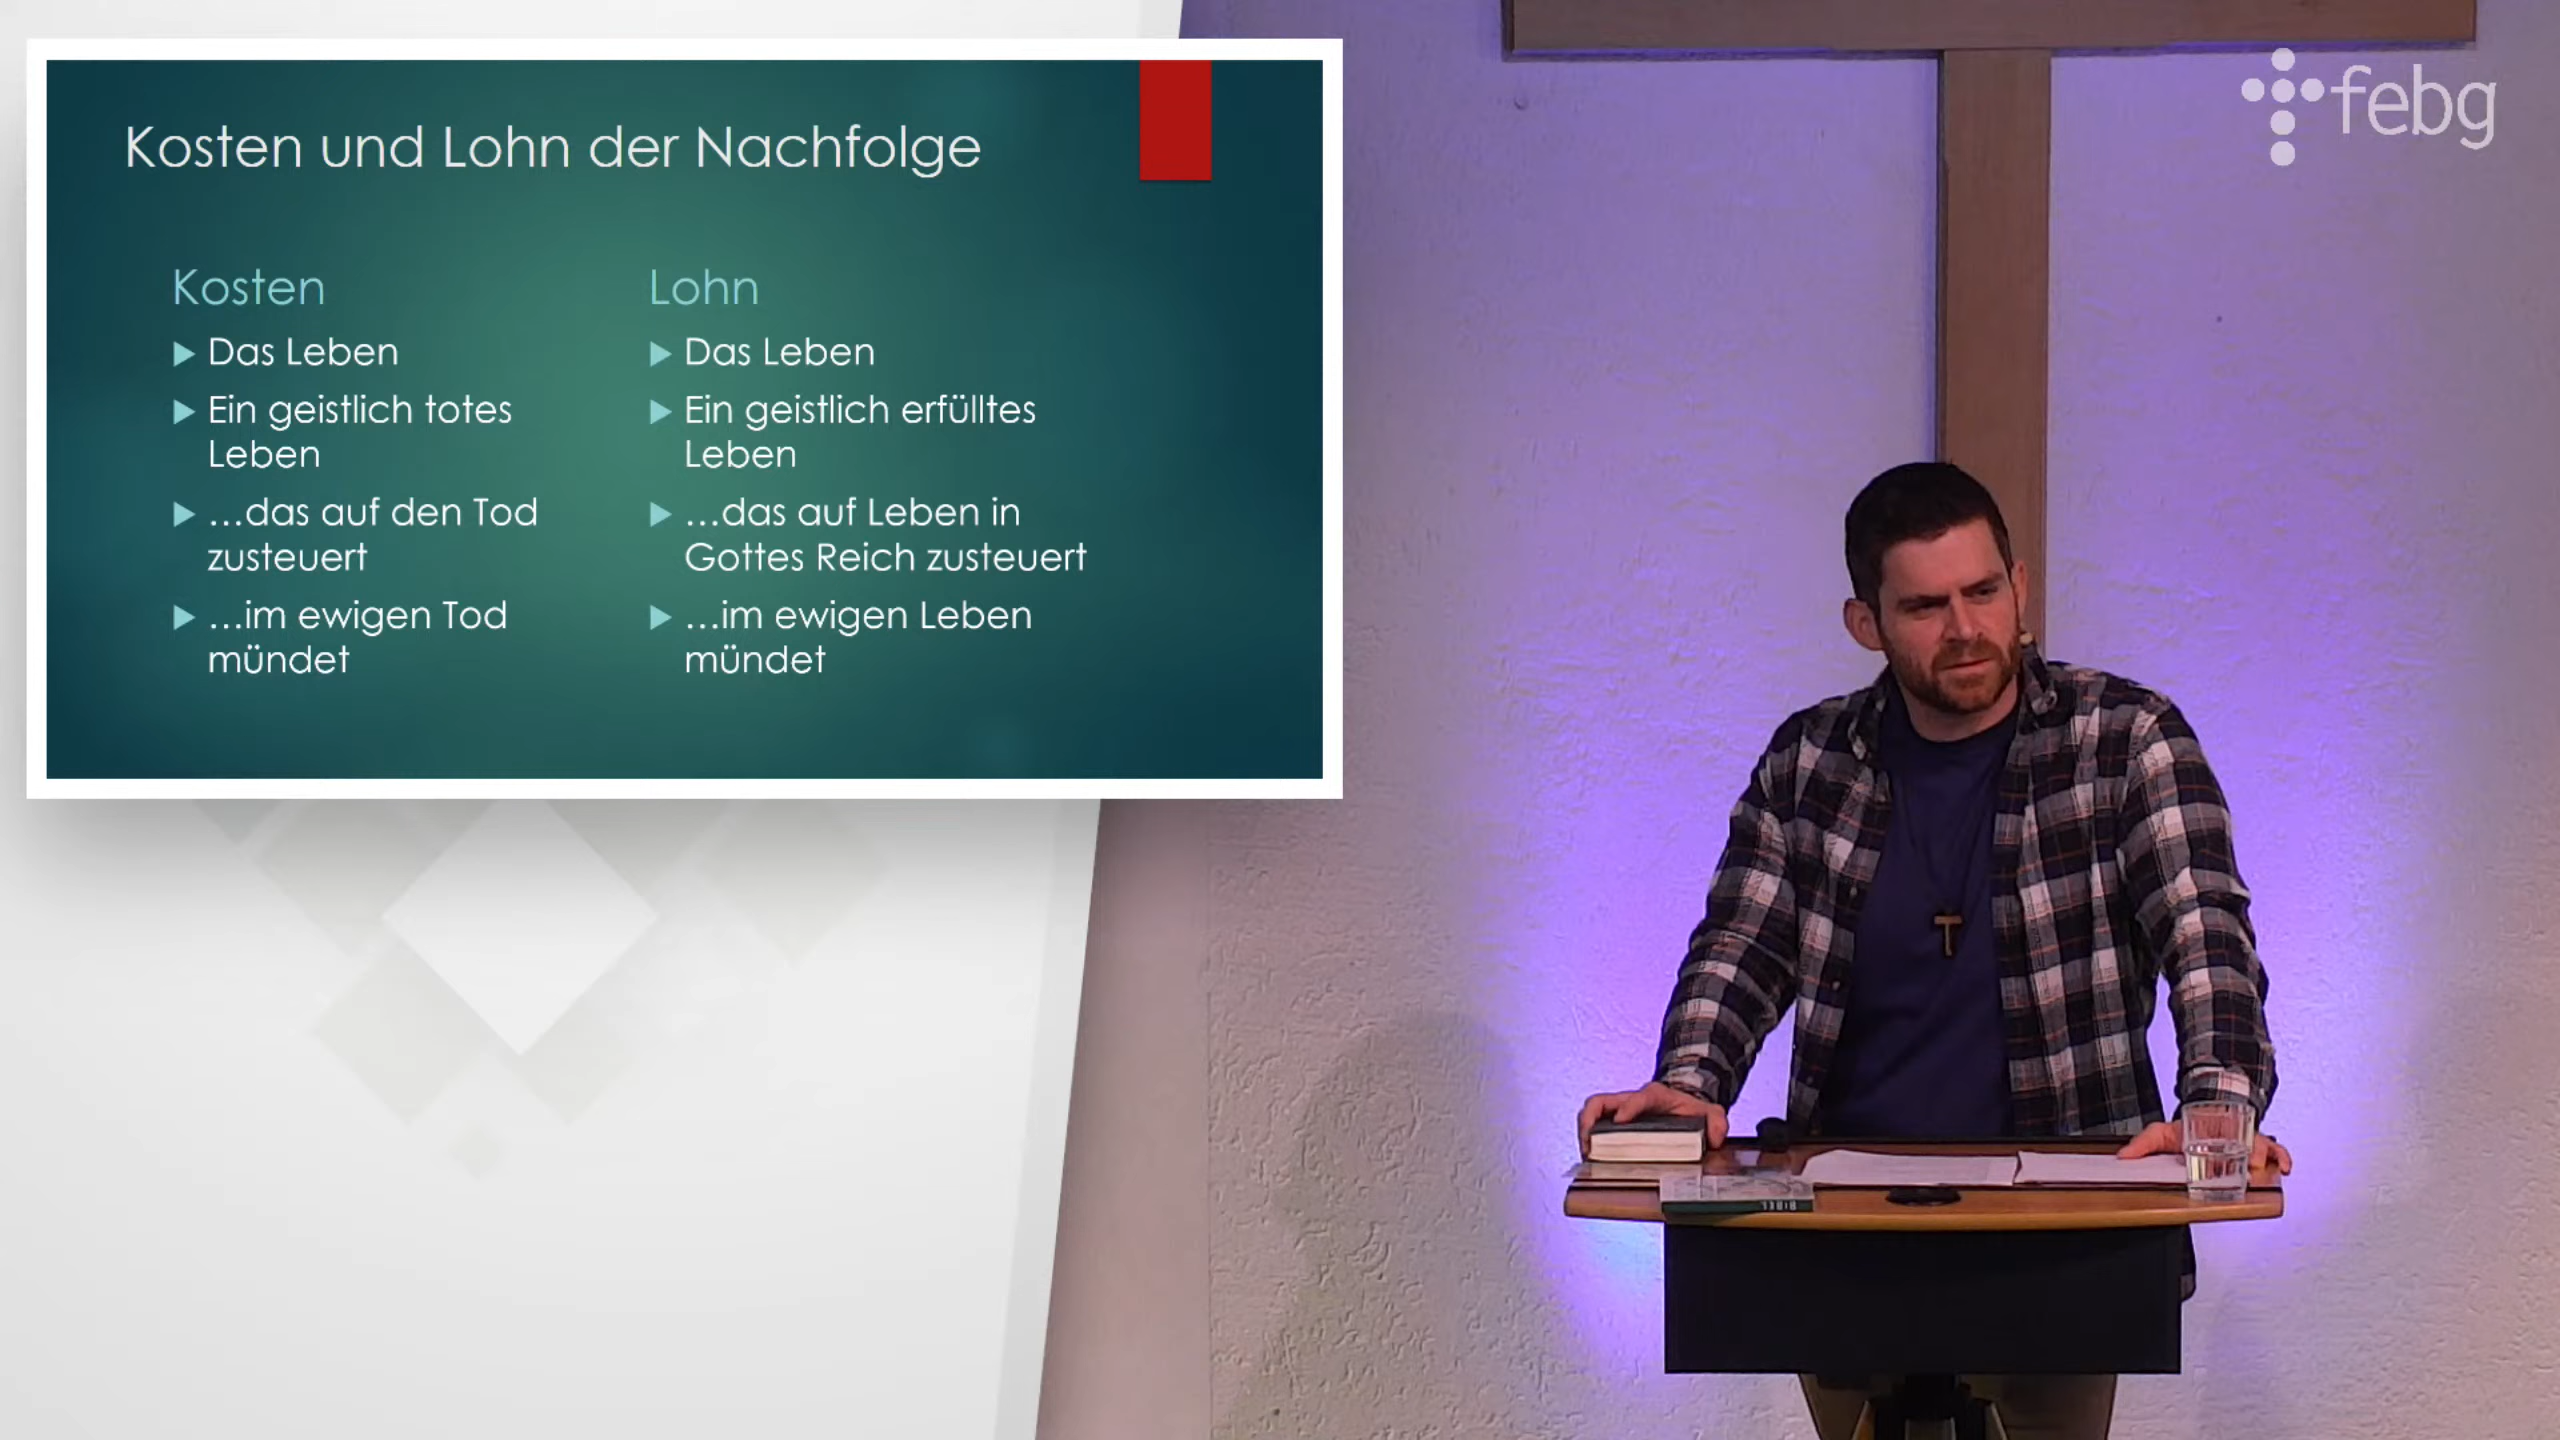 Kosten und Lohn der Nachfolge
Kosten
Das Leben
Ein geistlich totes
Leben
...das auf den Tod
zusteuert
...im ewigen Tod
mündet
Lohn
Das Leben
Ein geistlich erfülltes
Leben
...das auf Leben in
Gottes Reich zusteuert
...im ewigen Leben
mündet
febg
BIBEL